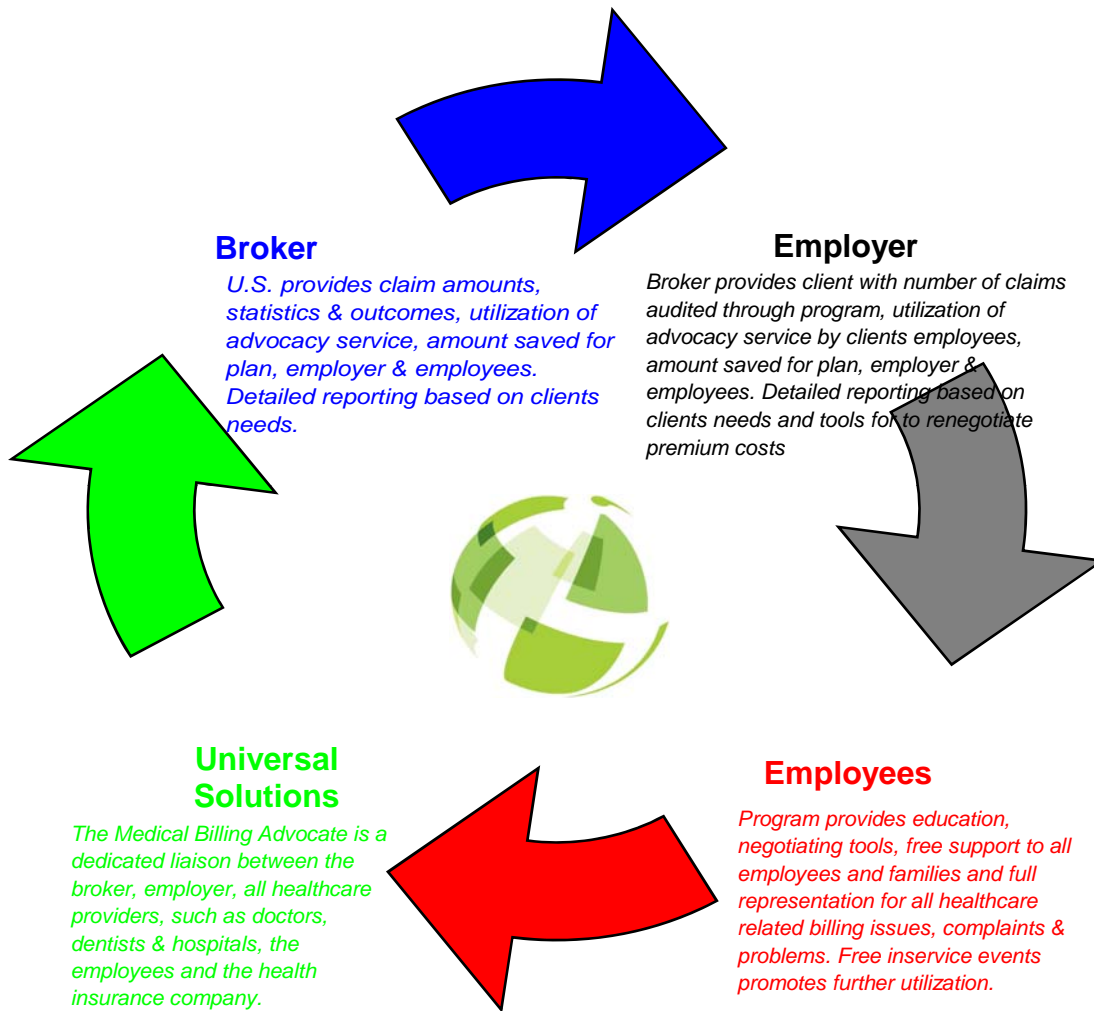 Broker
U.S. provides claim amounts,
statistics & outcomes, utilization of
advocacy service, amount saved for
plan, employer & employees.
Detailed reporting based on clients
needs.
Employer
Broker provides client with number of claims
audited through program, utilization of
advocacy service by clients employees,
amount saved for plan, employer &
employees. Detailed reporting based on
clients needs and tools for to renegotiate
premium costs
Universal
Solutions
The Medical Billing Advocate is a
dedicated liaison between the
broker, employer, all healthcare
providers, such as doctors,
dentists & hospitals, the
employees and the health
insurance company.
Employees
Program provides education,
negotiating tools, free support to all
employees and families and full
representation for all healthcare
related billing issues, complaints &
problems. Free inservice events
promotes further utilization.